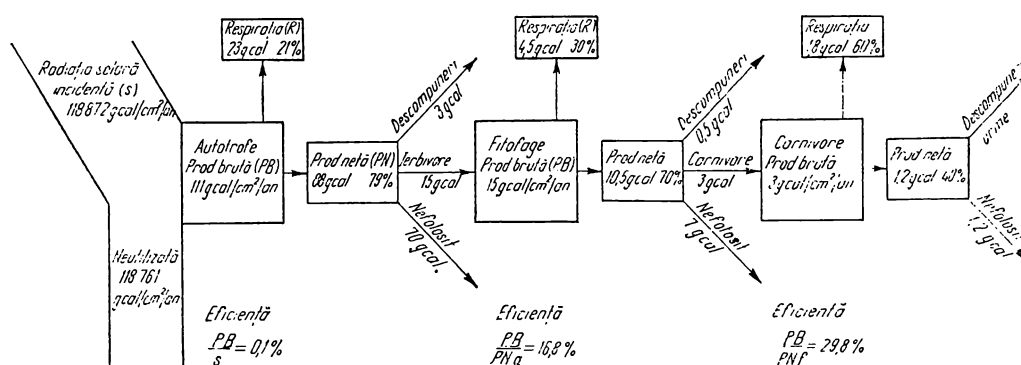 Respirația (R)
23 gcal 21%
Respirația (R)
4,5 gcal 30%
Respirația
1,8 gcal 60%
Radiația solară
incidentă (s)
118 872 gcal/cm²/an
Neutilizată
118 761
gcal/cm²/an
Autotrofe
Prod brută (PB)
111 gcal/cm²/an
Prod netă (PN)
88 gcal 79%
Descompuneri
3 gcal
Ierbivore
15 gcal
Nefolosit
70 gcal.
Fitofage
Prod brută (PB)
15 gcal/cm²/an
Prod netă
10,5 gcal 70%
Descompuneri
0,5 gcal
Carnivore
3 gcal
Nefolosit
7 gcal
Carnivore
Prod brută
3 gcal/cm²/an
Prod netă
1,2 gcal 40%
Descompuneri
urme
Nefolosit
1,2 gcal
Eficiență
PB
s
= 0,1%
Eficiență
PB
PN a
= 16,8%
Eficiență
PB
PN f
= 29,8%